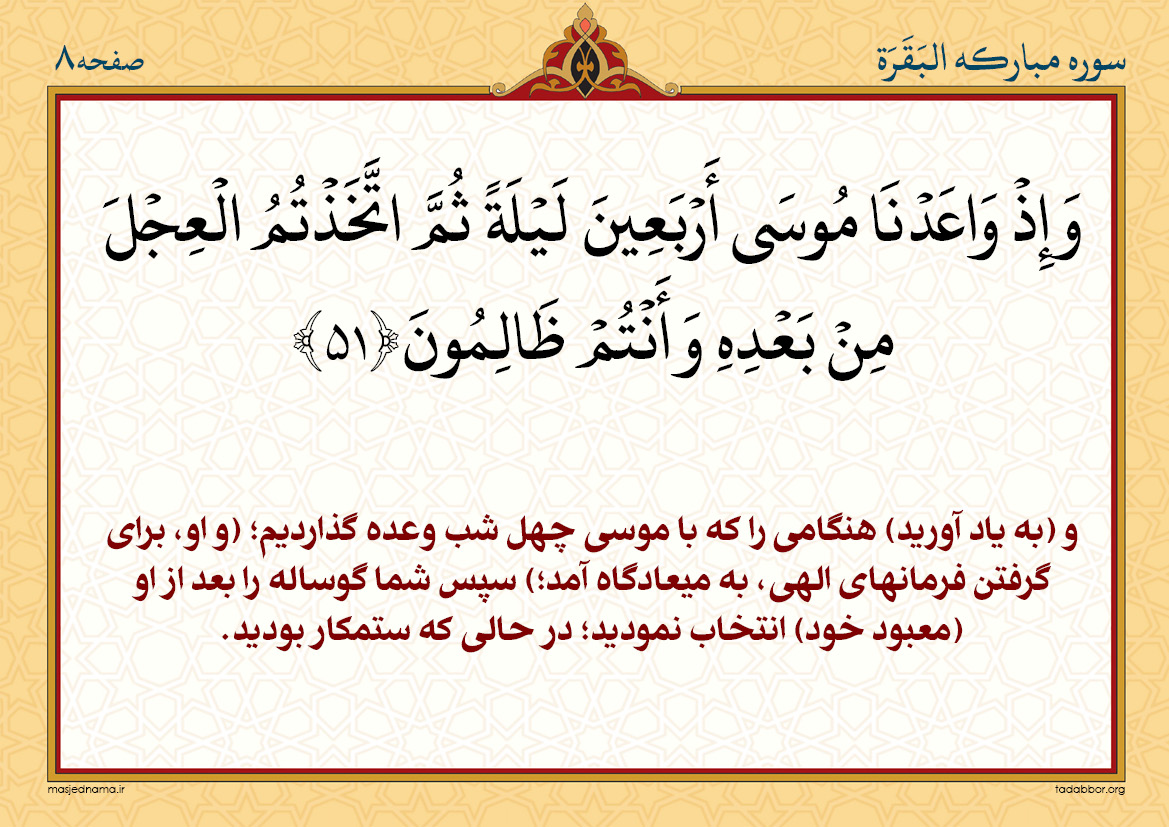 سوره مبارکه البَقَرَة
صفحه۸
وَإِذْ وَاعَدْنَا مُوسَى أَرْبَعِينَ لَيْلَةً ثُمَّ اتَّخَذْتُمُ الْعِجْلَ
مِنْ بَعْدِهِ وَأَنْتُمْ ظَالِمُونَ﴿۵۱﴾
و (به یاد آورید) هنگامی را که با موسی چهل شب وعده گذاردیم؛ (و او، برای
گرفتن فرمانهای الهی، به میعادگاه آمد؛) سپس شما گوساله را بعد از او
(معبود خود) انتخاب نمودید؛ در حالی که ستمکار بودید.
masjednama.ir
tadabbor.org